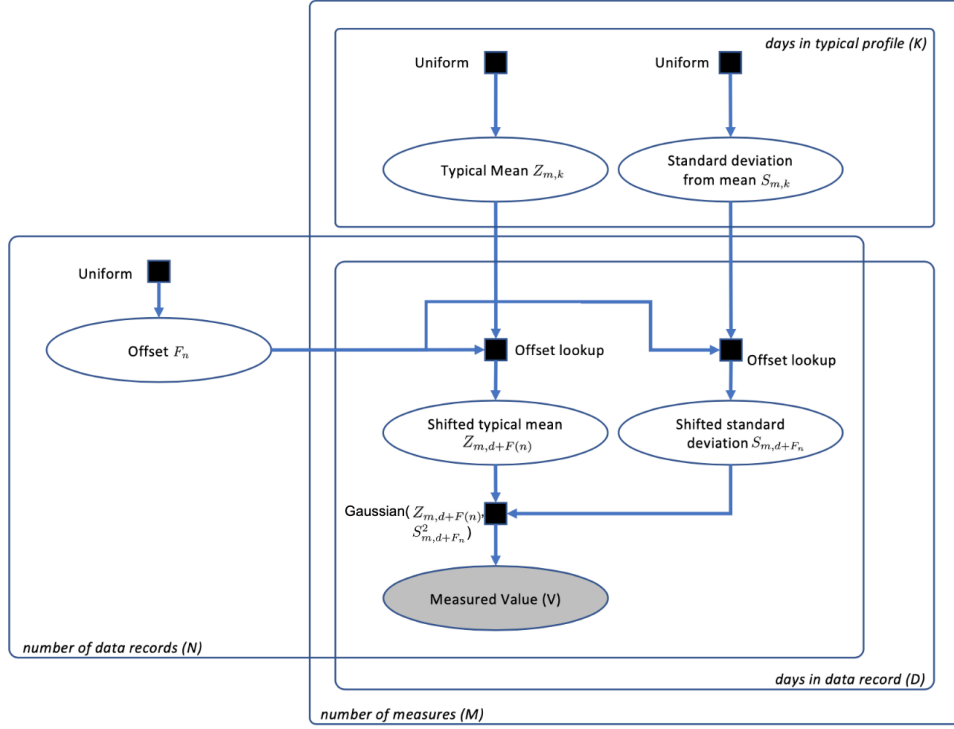 days in typical profile (K)
Uniform
Uniform
Typical Mean Z_{m,k}
Standard deviation
from mean S_{m,k}
Uniform
Offset F_n
Offset lookup
Offset lookup
Shifted typical mean
Z_{m,d+F(n)}
Shifted standard
deviation S_{m,d+F_n}
Gaussian( Z_{m,d+F(n)},
S^2_{m,d+F_n})
Measured Value (V)
number of data records (N)
days in data record (D)
number of measures (M)